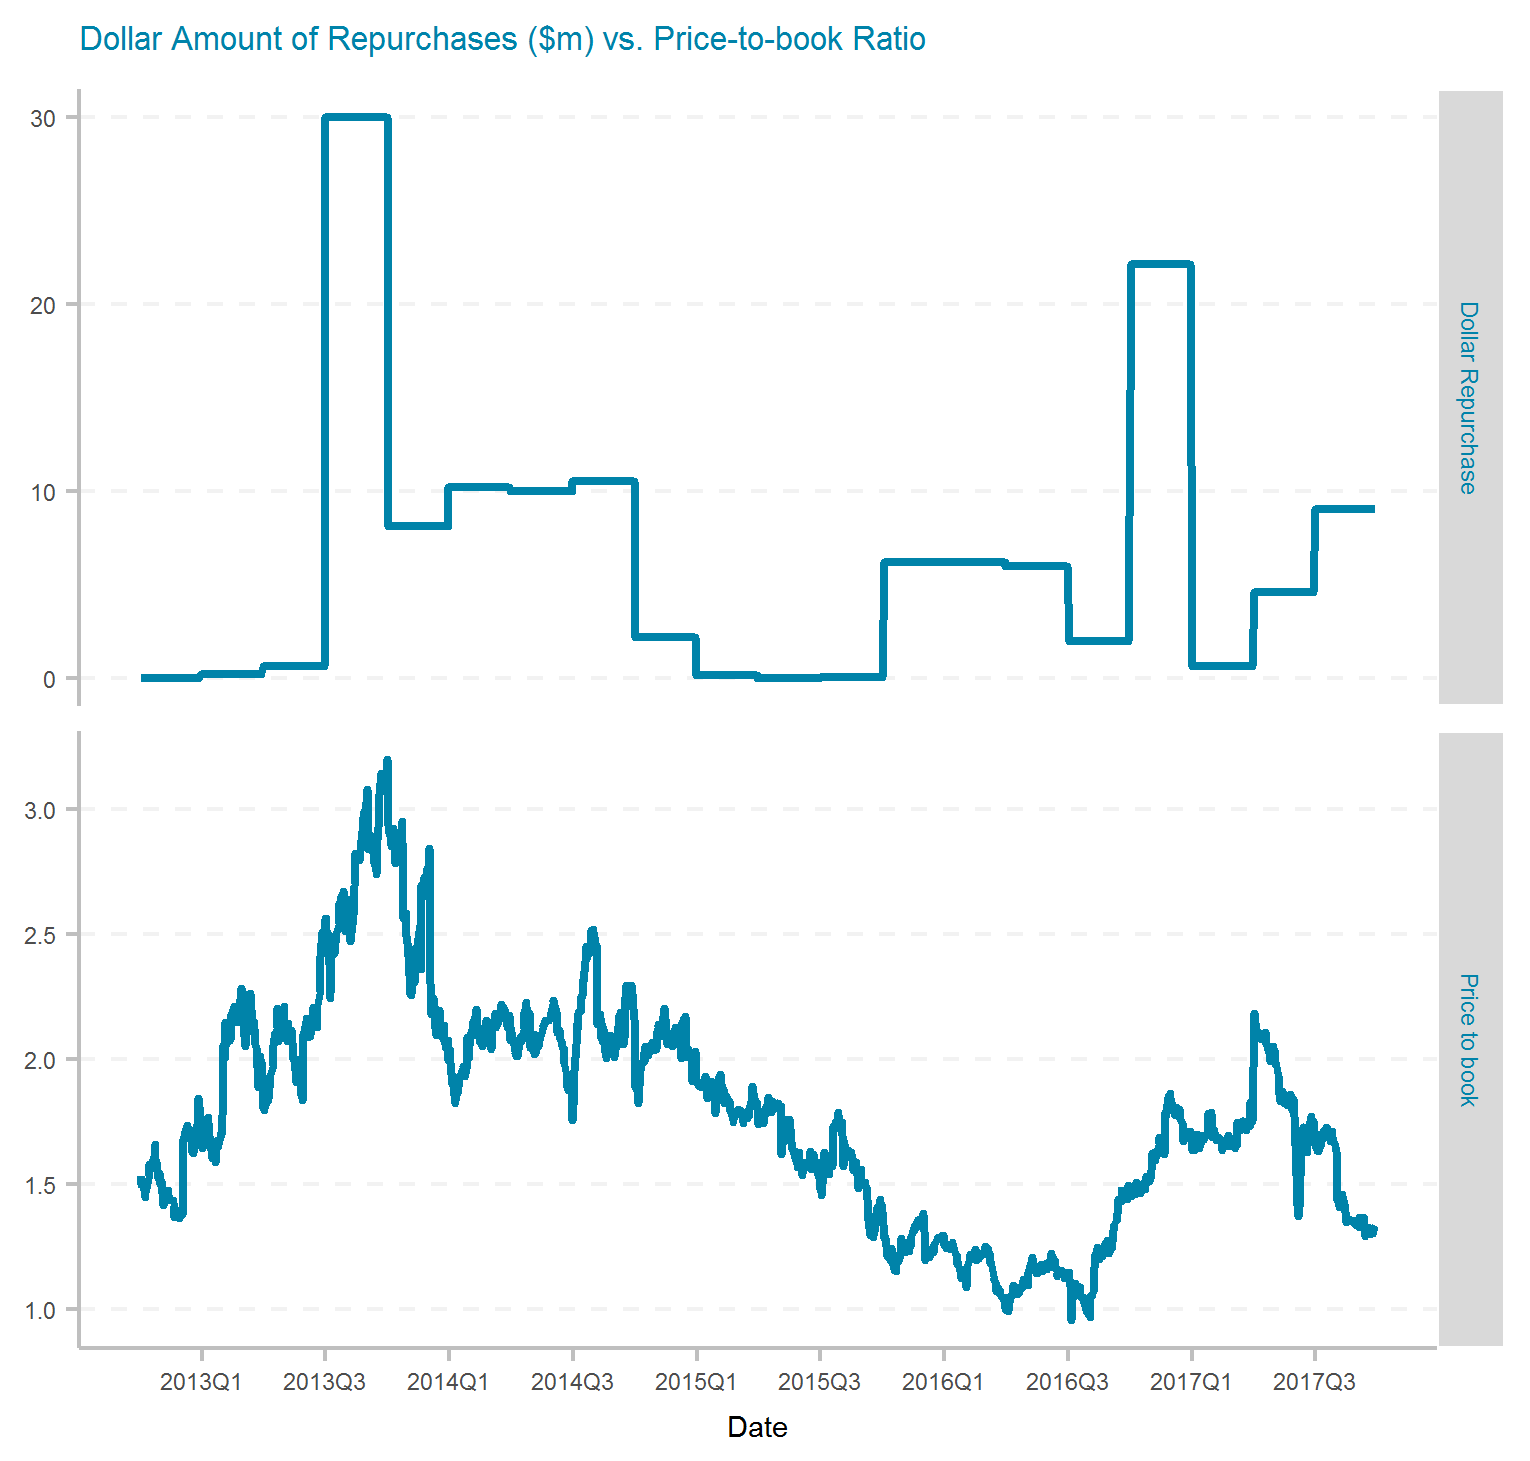 Dollar Amount of Repurchases ($m) vs. Price-to-book Ratio
30
20
10
0
Dollar Repurchase
3.0
2.5
2.0
1.5
1.0
Price to book
2013Q1 2013Q3 2014Q1 2014Q3 2015Q1 2015Q3 2016Q1 2016Q3 2017Q1 2017Q3
Date